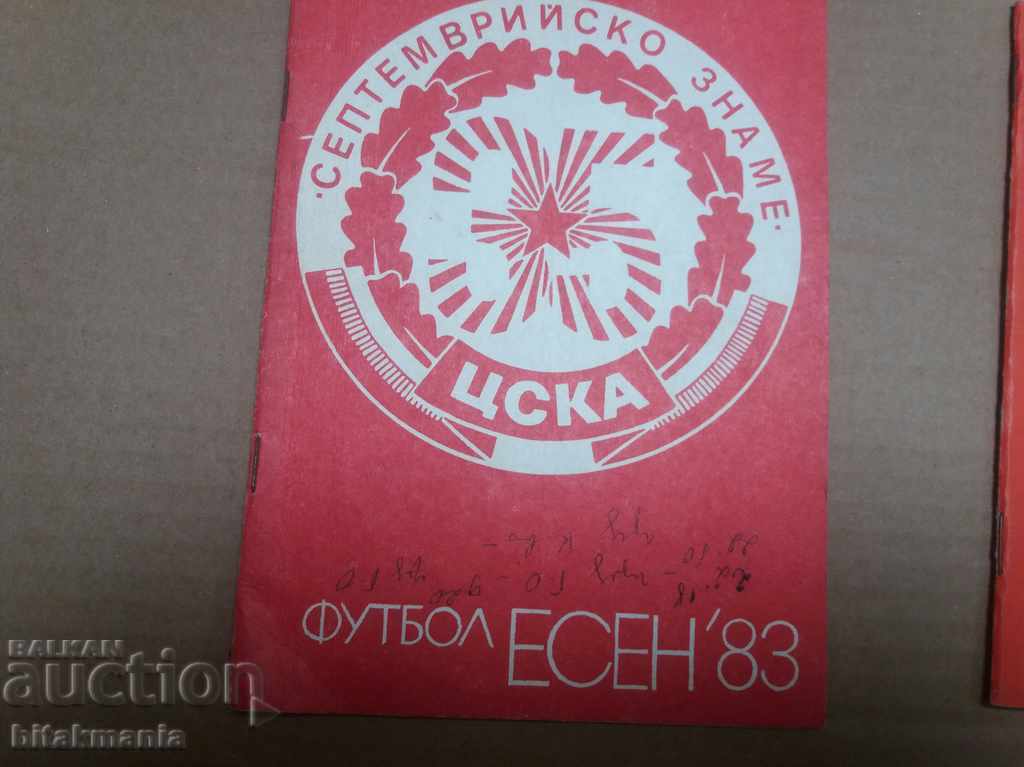 ·СЕПТЕМВРИЙСКО ЗНАМЕ·
ЦСКА
ФУТБОЛ ЕСЕН '83
BALKAN
auction
bitakmania